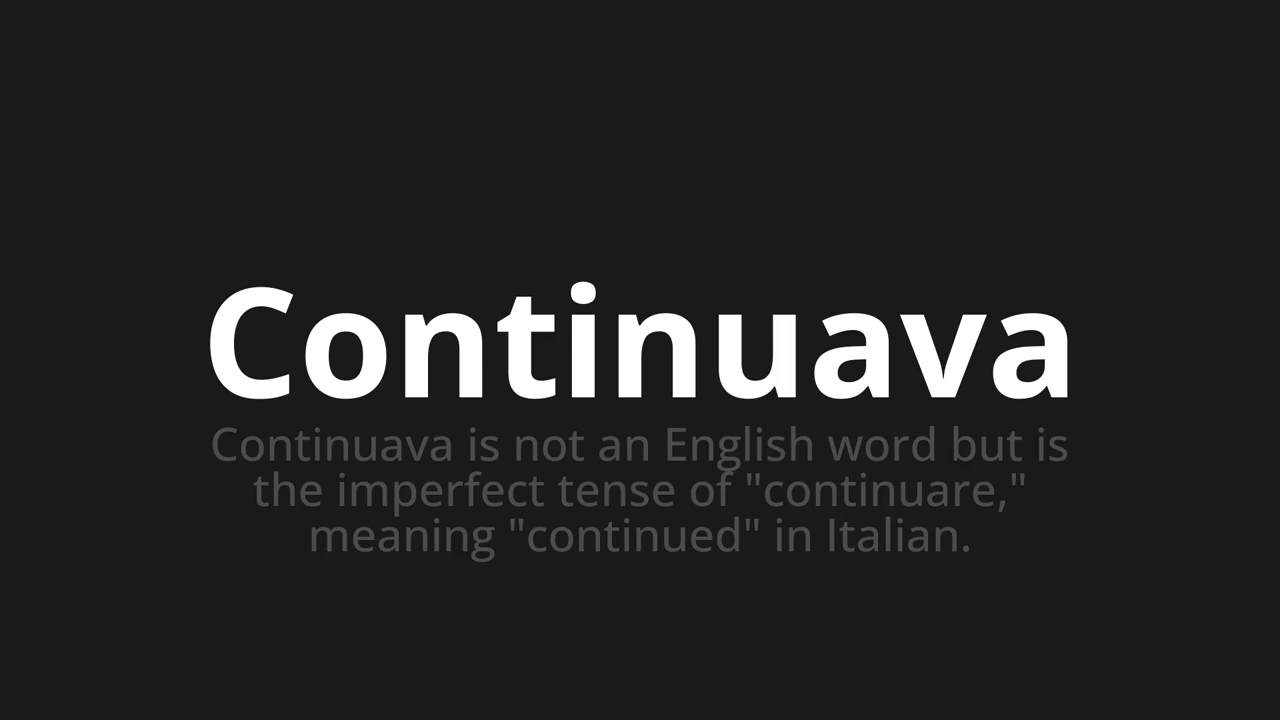 Continuava
Continuava is not an English word but is
the imperfect tense of "continuare,"
meaning "continued" in Italian.